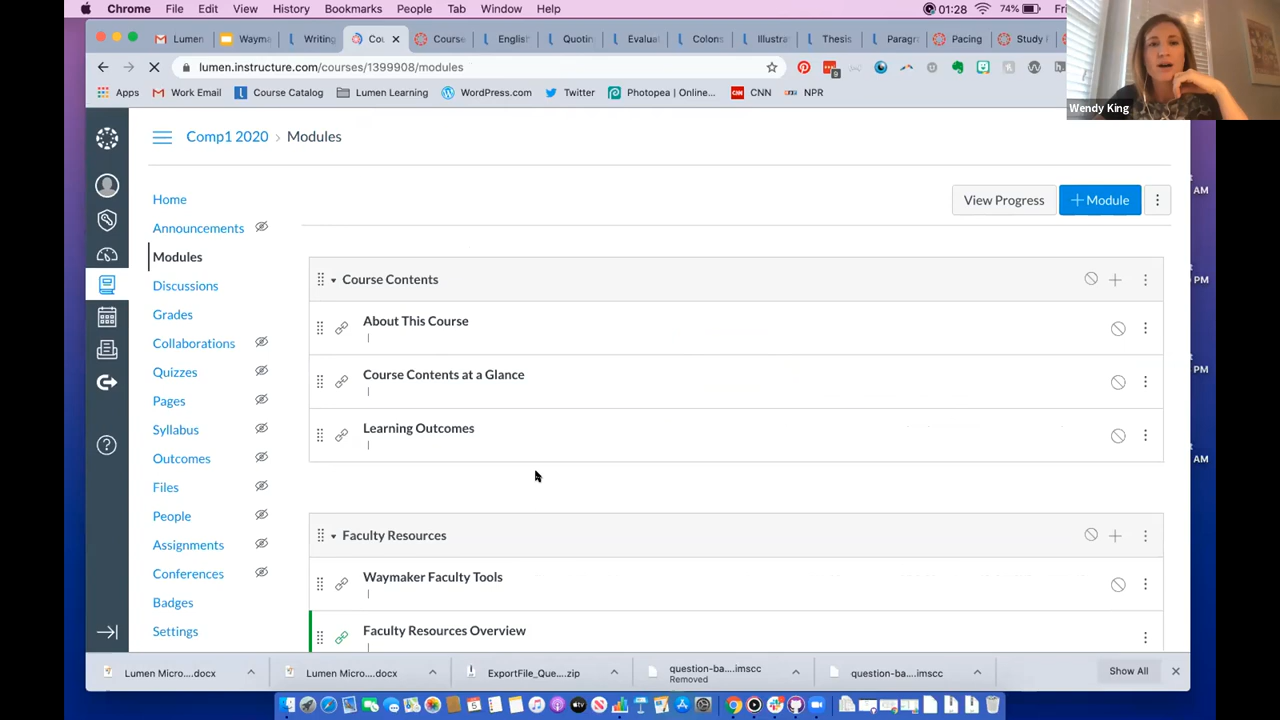 Chrome File Edit View History Bookmarks People Tab Window Help 01:28 74% Fri
Lumen Wayma Writing Cou Course English Quotin Evalua Colons Illustra Thesis Paragra Pacing Study
lumen.instructure.com/courses/1399908/modules 9
Apps Work Email Course Catalog Lumen Learning WordPress.com Twitter Photopea | Online... CNN NPR
Wendy King
Comp1 2020 › Modules
View Progress + Module
Home
Announcements
Modules
Discussions
Grades
Collaborations
Quizzes
Pages
Syllabus
Outcomes
Files
People
Assignments
Conferences
Badges
Settings
Course Contents
About This Course
|
Course Contents at a Glance
|
Learning Outcomes
|
Faculty Resources
Waymaker Faculty Tools
|
Faculty Resources Overview
AM
PM
PM
AM
Lumen Micro....docx Lumen Micro....docx ExportFile_Que....zip question-ba....imscc question-ba....imscc Show All
Removed